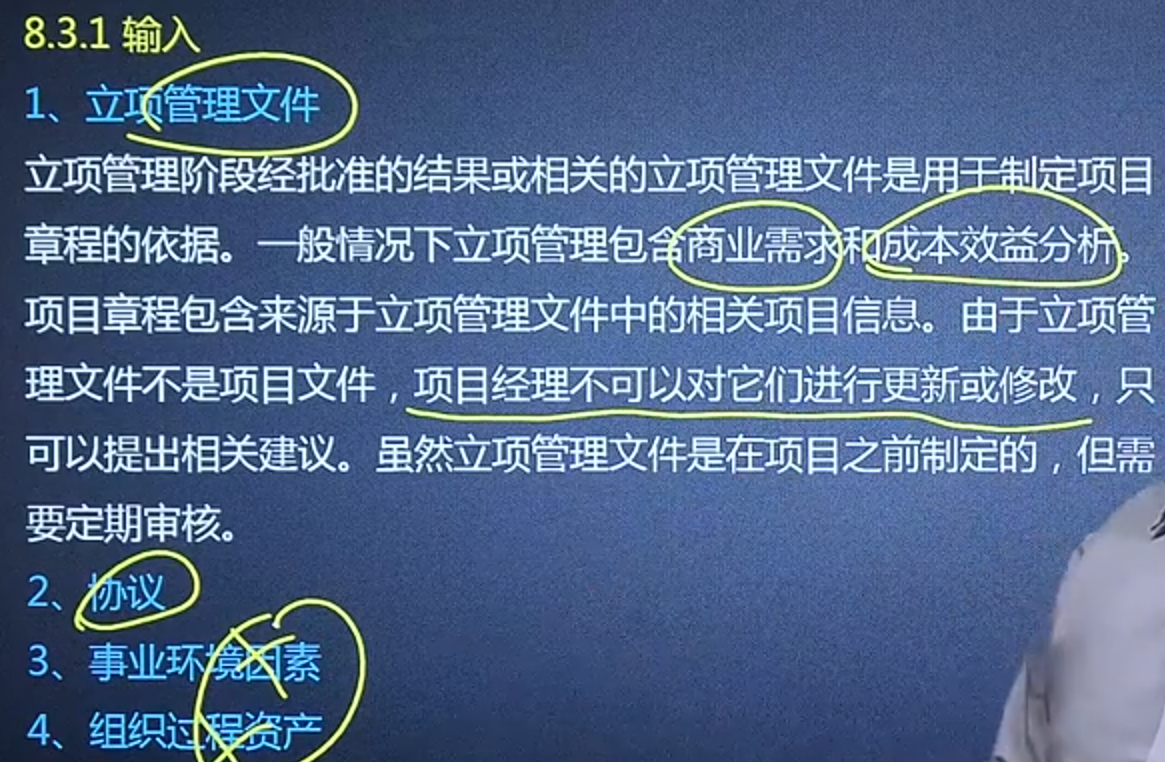 8.3.1 输入
1、立项管理文件
立项管理阶段经批准的结果或相关的立项管理文件是用于制定项目
章程的依据。一般情况下立项管理包含商业需求和成本效益分析。
项目章程包含来源于立项管理文件中的相关项目信息。由于立项管
理文件不是项目文件，项目经理不可以对它们进行更新或修改，只
可以提出相关建议。虽然立项管理文件是在项目之前制定的，但需
要定期审核。
2、协议
3、事业环境因素
4、组织过程资产